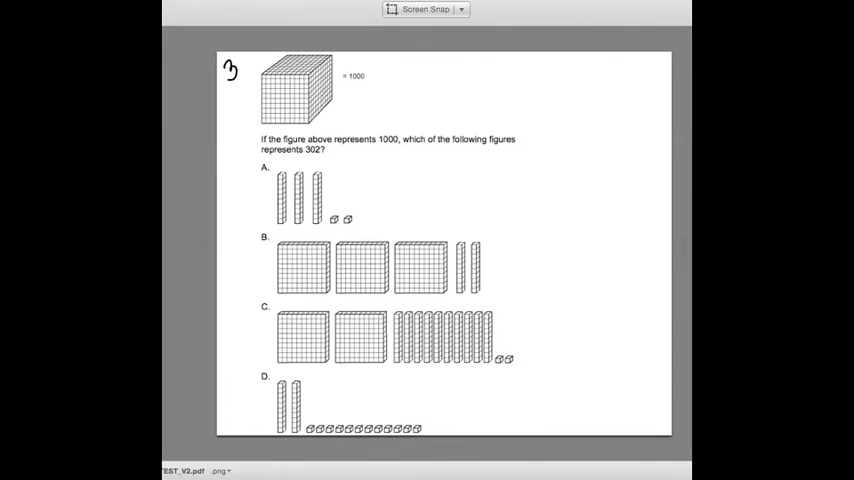 Screen Snap
3
= 1000
If the figure above represents 1000, which of the following figures
represents 302?
A.
B.
C.
D.
TEST_V2.pdf .png